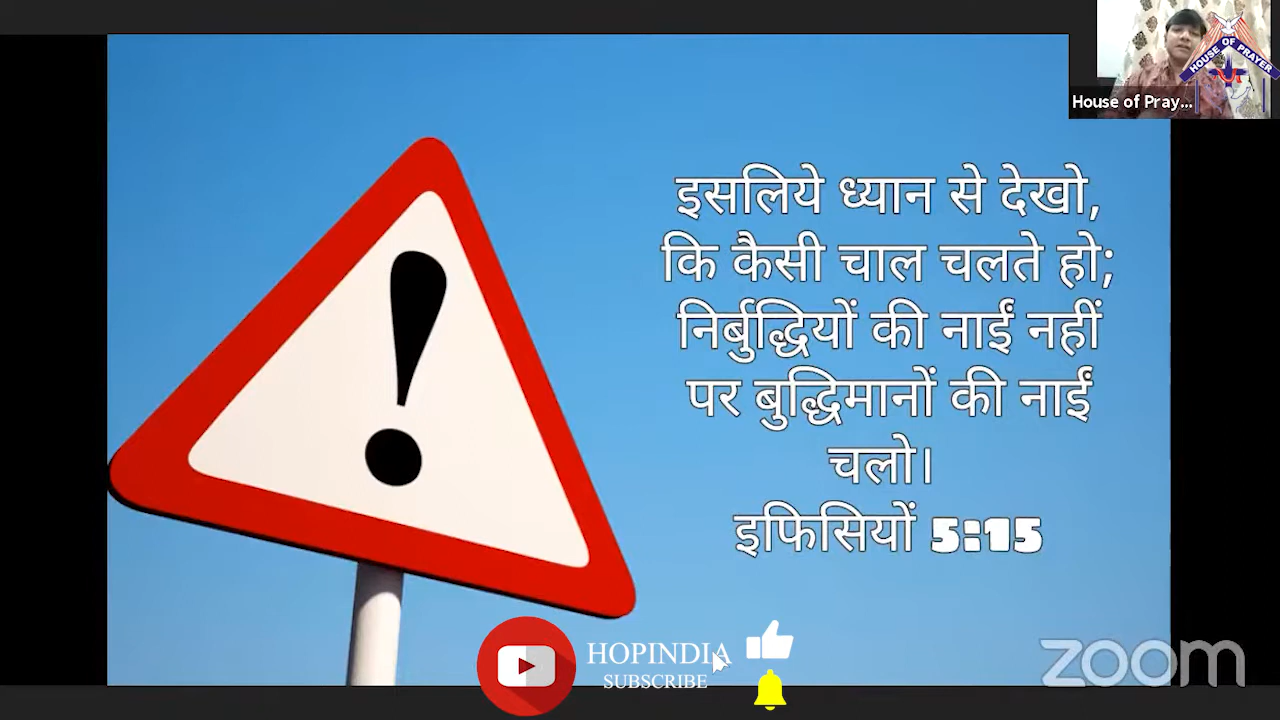 HOUSE OF PRAYER
House of Pray...
इसलिये ध्यान से देखो,
कि कैसी चाल चलते हो;
निर्बुद्धियों की नाईं नहीं
पर बुद्धिमानों की नाईं
चलो।
इफिसियों 5:15
HOPINDIA
SUBSCRIBE
zoom